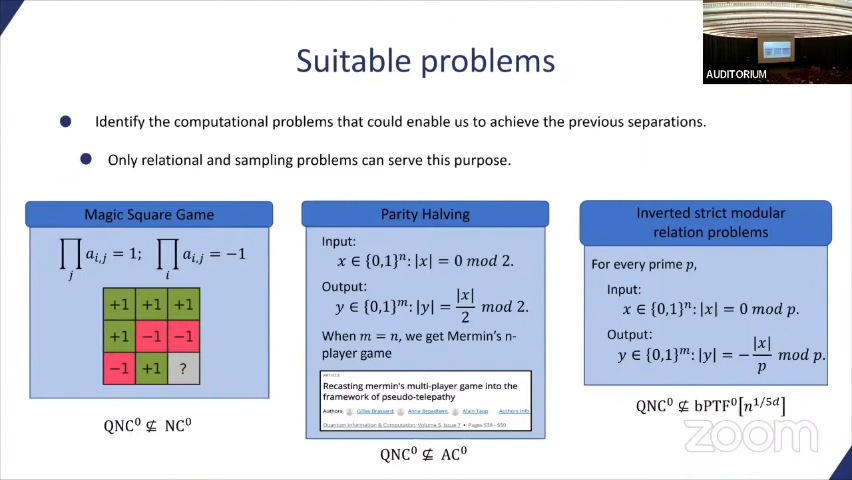 Suitable problems
AUDITORIUM
Identify the computational problems that could enable us to achieve the previous separations.
Only relational and sampling problems can serve this purpose.
Magic Square Game
∏_j a_{i,j} = 1; ∏_i a_{i,j} = −1
+1 +1 +1
+1 −1 −1
−1 +1 ?
QNC⁰ ⊈ NC⁰
Parity Halving
Input:
x ∈ {0,1}ⁿ: |x| = 0 mod 2.
Output:
y ∈ {0,1}ᵐ: |y| = |x|/2 mod 2.
When m = n, we get Mermin's n-
player game
ARTICLE
Recasting mermin's multi-player game into the
framework of pseudo-telepathy
Authors: Gilles Brassard, Anne Broadbent, Alain Tapp Authors Info
Quantum Information & Computation, Volume 5, Issue 7 • Pages 538 - 550
QNC⁰ ⊈ AC⁰
Inverted strict modular
relation problems
For every prime p,
Input:
x ∈ {0,1}ⁿ: |x| = 0 mod p.
Output:
y ∈ {0,1}ᵐ: |y| = −|x|/p mod p.
QNC⁰ ⊈ bPTF⁰[n^{1/5d}]
zoom